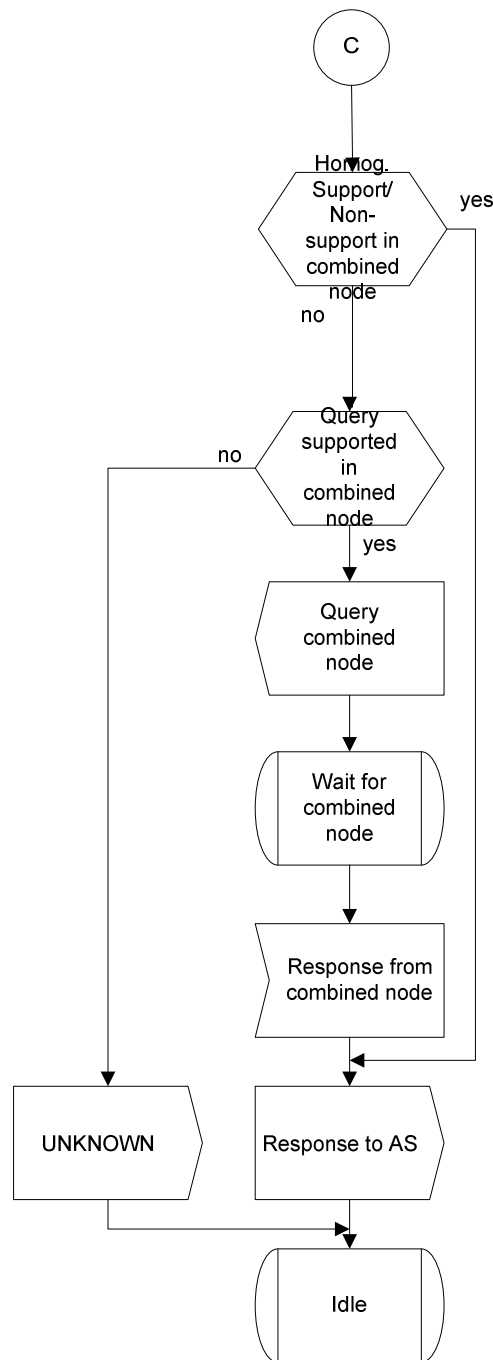 C
Homog.
Support/
Non-
support in
combined
node
yes
no
Query
supported
in
combined
node
no
yes
Query
combined
node
Wait for
combined
node
Response from
combined node
UNKNOWN
Response to AS
Idle